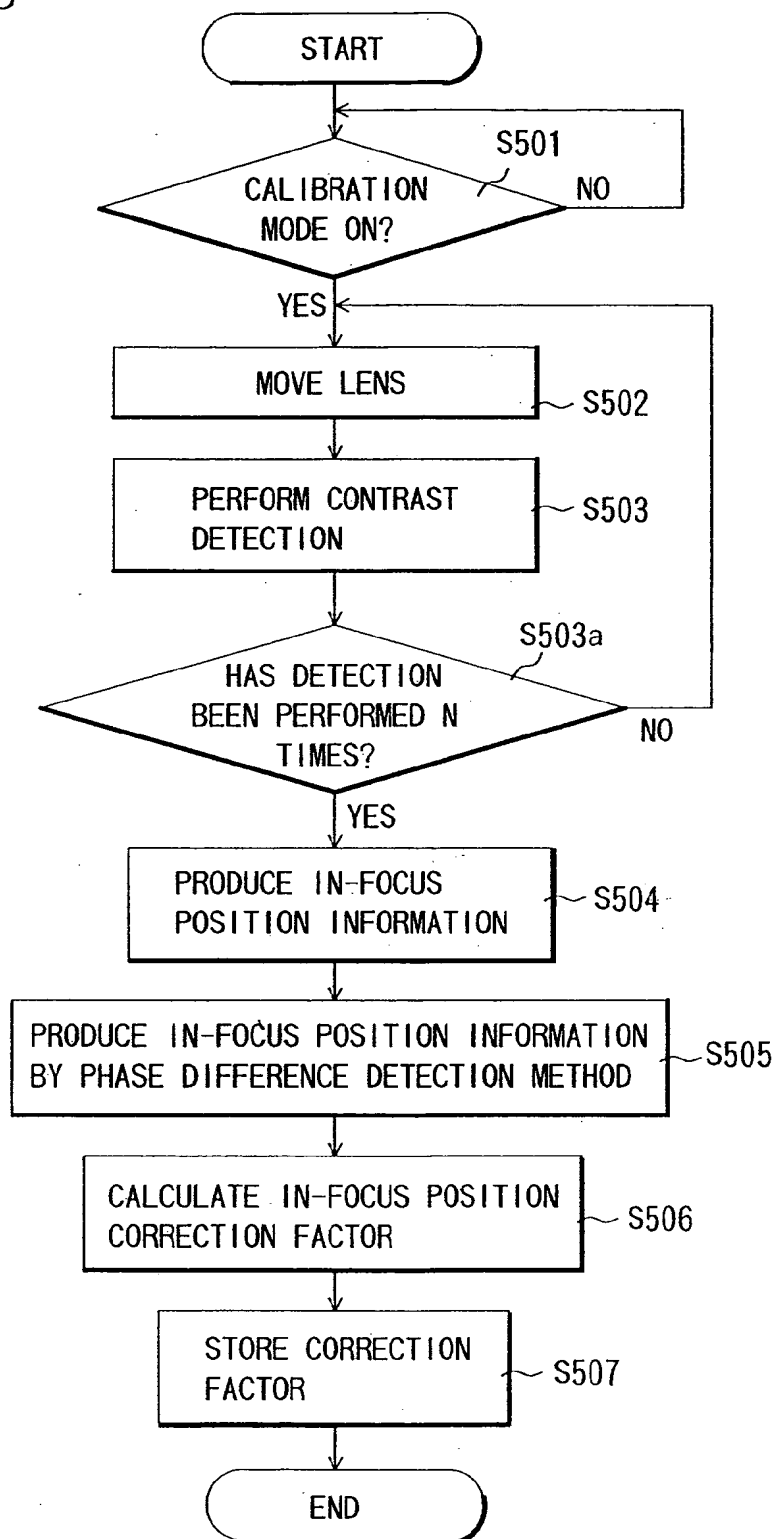 START
S501
CALIBRATION
MODE ON?
NO
YES
MOVE LENS
S502
PERFORM CONTRAST
DETECTION
S503
S503a
HAS DETECTION
BEEN PERFORMED N
TIMES?
NO
YES
PRODUCE IN-FOCUS
POSITION INFORMATION
S504
PRODUCE IN-FOCUS POSITION INFORMATION
BY PHASE DIFFERENCE DETECTION METHOD
S505
CALCULATE IN-FOCUS POSITION
CORRECTION FACTOR
S506
STORE CORRECTION
FACTOR
S507
END